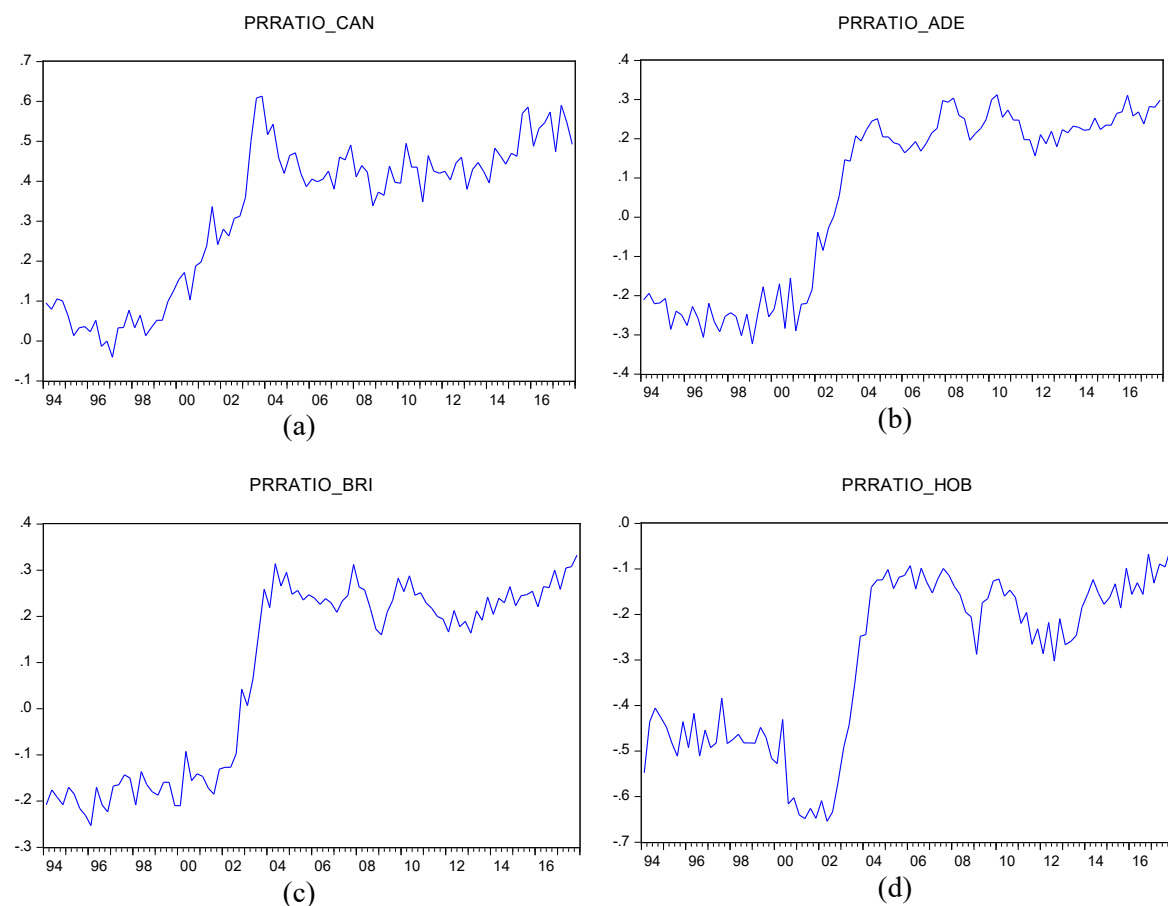 PRRATIO_CAN
.7
.6
.5
.4
.3
.2
.1
.0
-.1
94 96 98 00 02 04 06 08 10 12 14 16
(a)
PRRATIO_ADE
.4
.3
.2
.1
.0
-.1
-.2
-.3
-.4
94 96 98 00 02 04 06 08 10 12 14 16
(b)
PRRATIO_BRI
.4
.3
.2
.1
.0
-.1
-.2
-.3
94 96 98 00 02 04 06 08 10 12 14 16
(c)
PRRATIO_HOB
.0
-.1
-.2
-.3
-.4
-.5
-.6
-.7
94 96 98 00 02 04 06 08 10 12 14 16
(d)